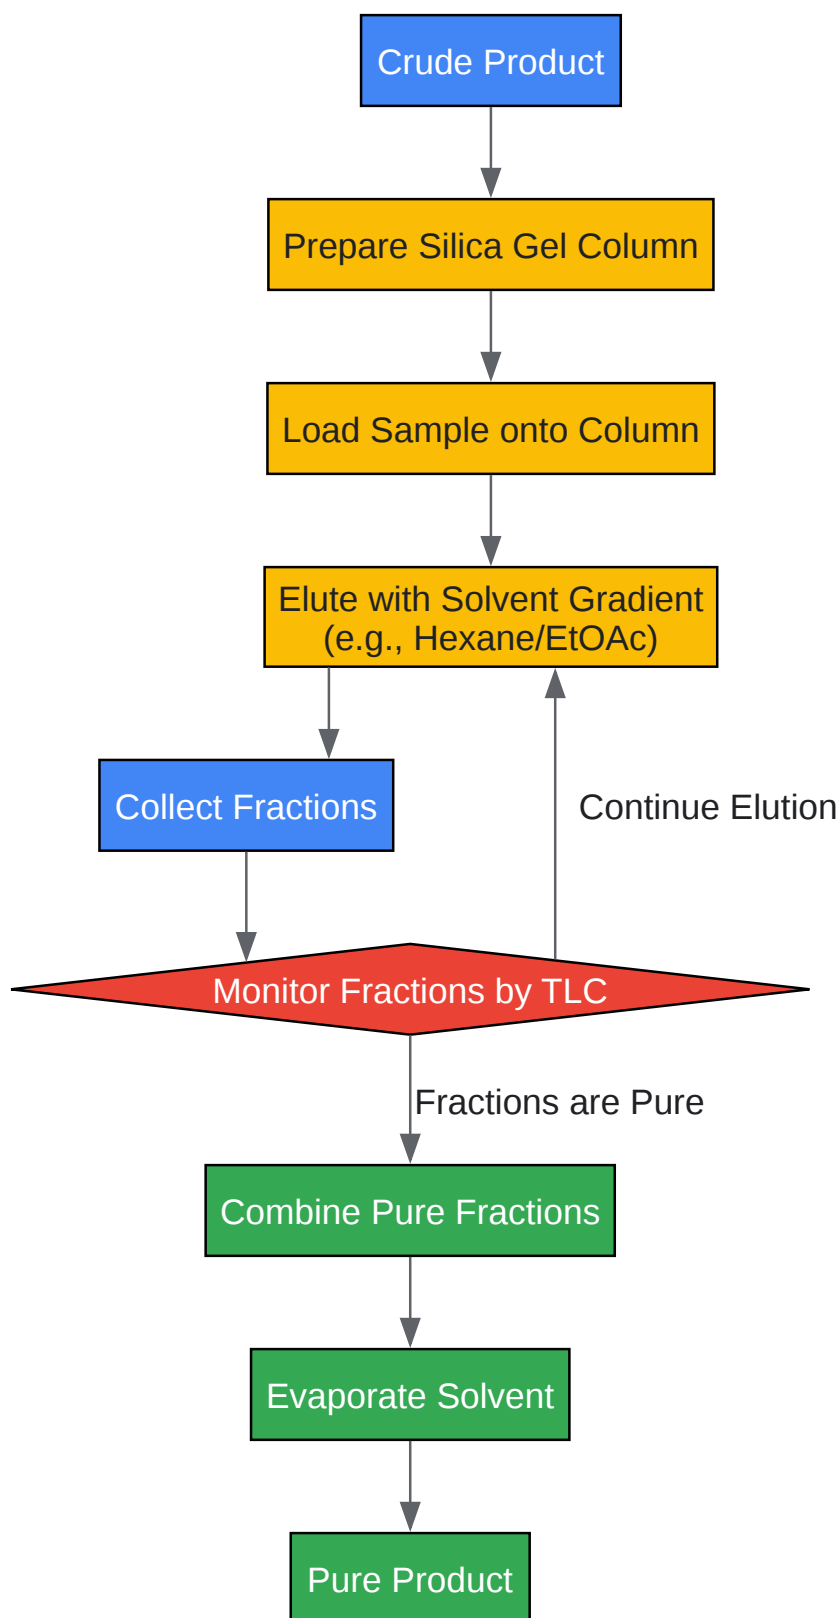 Crude Product
Prepare Silica Gel Column
Load Sample onto Column
Elute with Solvent Gradient
(e.g., Hexane/EtOAc)
Collect Fractions
Continue Elution
Monitor Fractions by TLC
Fractions are Pure
Combine Pure Fractions
Evaporate Solvent
Pure Product